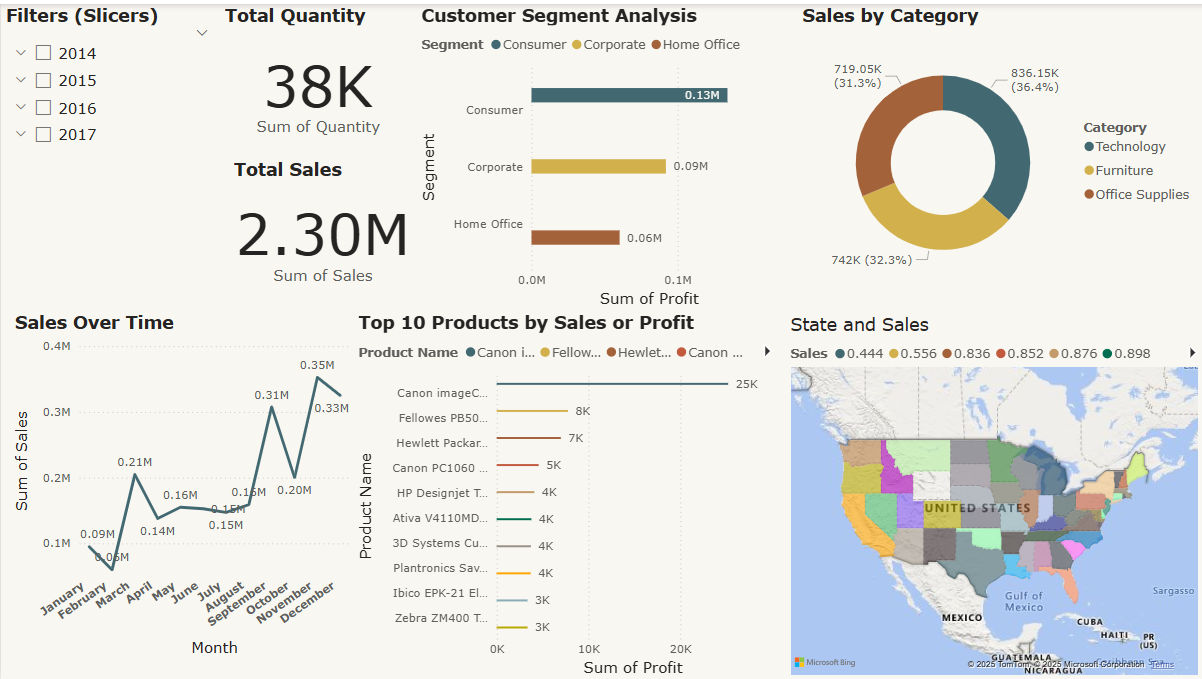 Filters (Slicers)
2014
2015
2016
2017
Total Quantity
38K
Sum of Quantity
Total Sales
2.30M
Sum of Sales
Customer Segment Analysis
Segment Consumer Corporate Home Office
Segment
Consumer
0.13M
Corporate
0.09M
Home Office
0.06M
0.0M 0.1M
Sum of Profit
Sales by Category
719.05K
(31.3%)
836.15K
(36.4%)
742K (32.3%)
Category
Technology
Furniture
Office Supplies
Sales Over Time
Sum of Sales
0.4M
0.3M
0.2M
0.1M
0.09M
0.06M
0.21M
0.14M
0.16M
0.15M
0.15M
0.16M
0.31M
0.20M
0.35M
0.33M
January
February
March
April
May
June
July
August
September
October
November
December
Month
Top 10 Products by Sales or Profit
Product Name Canon i... Fellow... Hewlet... Canon ...
Product Name
Canon imageC... 25K
Fellowes PB50... 8K
Hewlett Packar... 7K
Canon PC1060 ... 5K
HP Designjet T... 4K
Ativa V4110MD... 4K
3D Systems Cu... 4K
Plantronics Sav... 4K
Ibico EPK-21 El... 3K
Zebra ZM400 T... 3K
0K 10K 20K
Sum of Profit
State and Sales
Sales 0.444 0.556 0.836 0.852 0.876 0.898
UNITED STATES
Gulf of
Mexico
Sargasso
MEXICO
CUBA
HAITI
PR
(US)
GUATEMALA
Caribbean Sea
NICARAGUA
Microsoft Bing
© 2025 TomTom, © 2025 Microsoft Corporation Terms